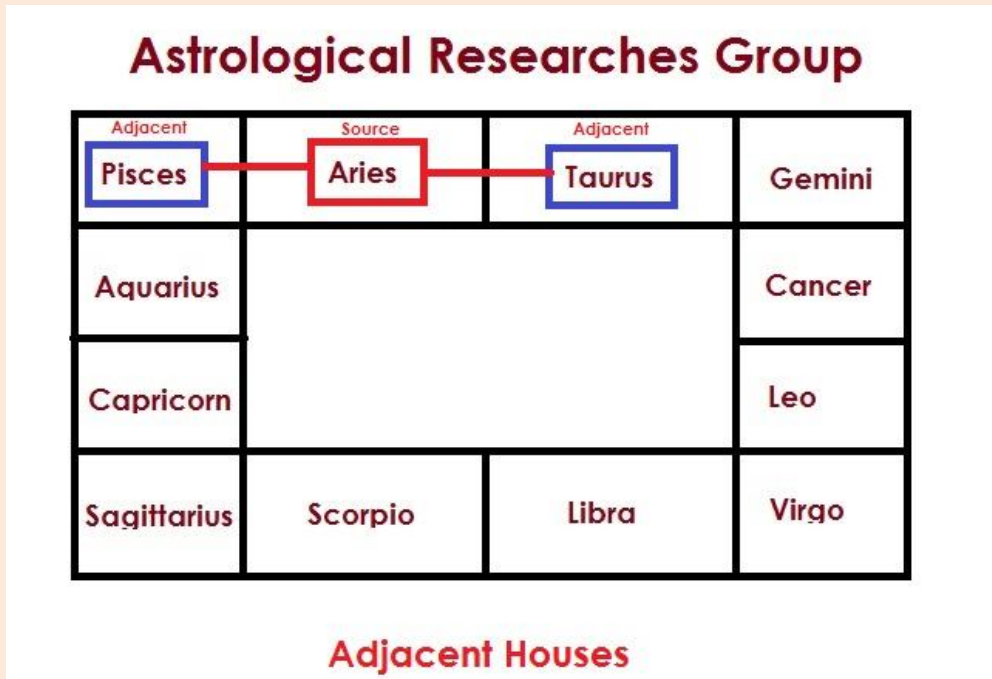 Astrological Researches Group
Adjacent Source Adjacent
Pisces Aries Taurus Gemini
Aquarius Cancer
Capricorn Leo
Sagittarius Scorpio Libra Virgo
Adjacent Houses